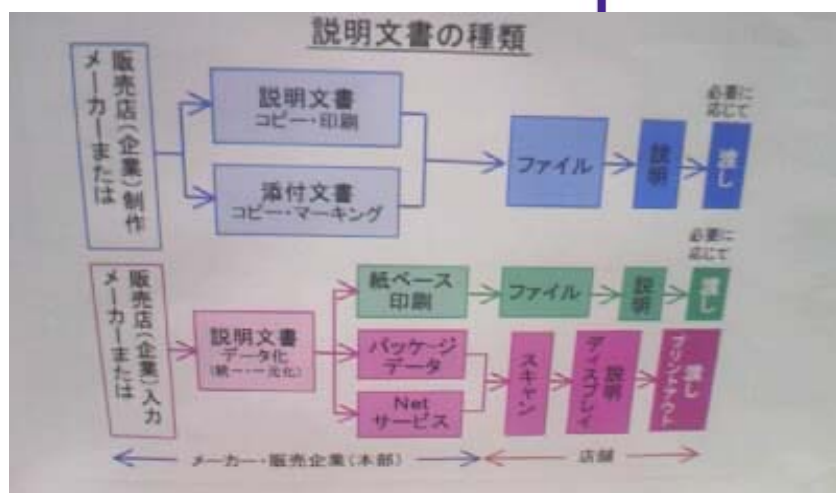 説明文書の種類
メーカーまたは
販売店(企業)制作
説明文書
コピー・印刷
添付文書
コピー・マーキング
ファイル
説明
必要に
応じて
渡し
メーカーまたは
販売店(企業)入力
説明文書
データ化
(統一・一元化)
紙ベース
印刷
ファイル
説明
必要に
応じて
渡し
パッケージ
データ
Net
サービス
スキャン
ディスプレイ
説明
プリントアウト
渡し
メーカー・販売企業(本部)
店舗